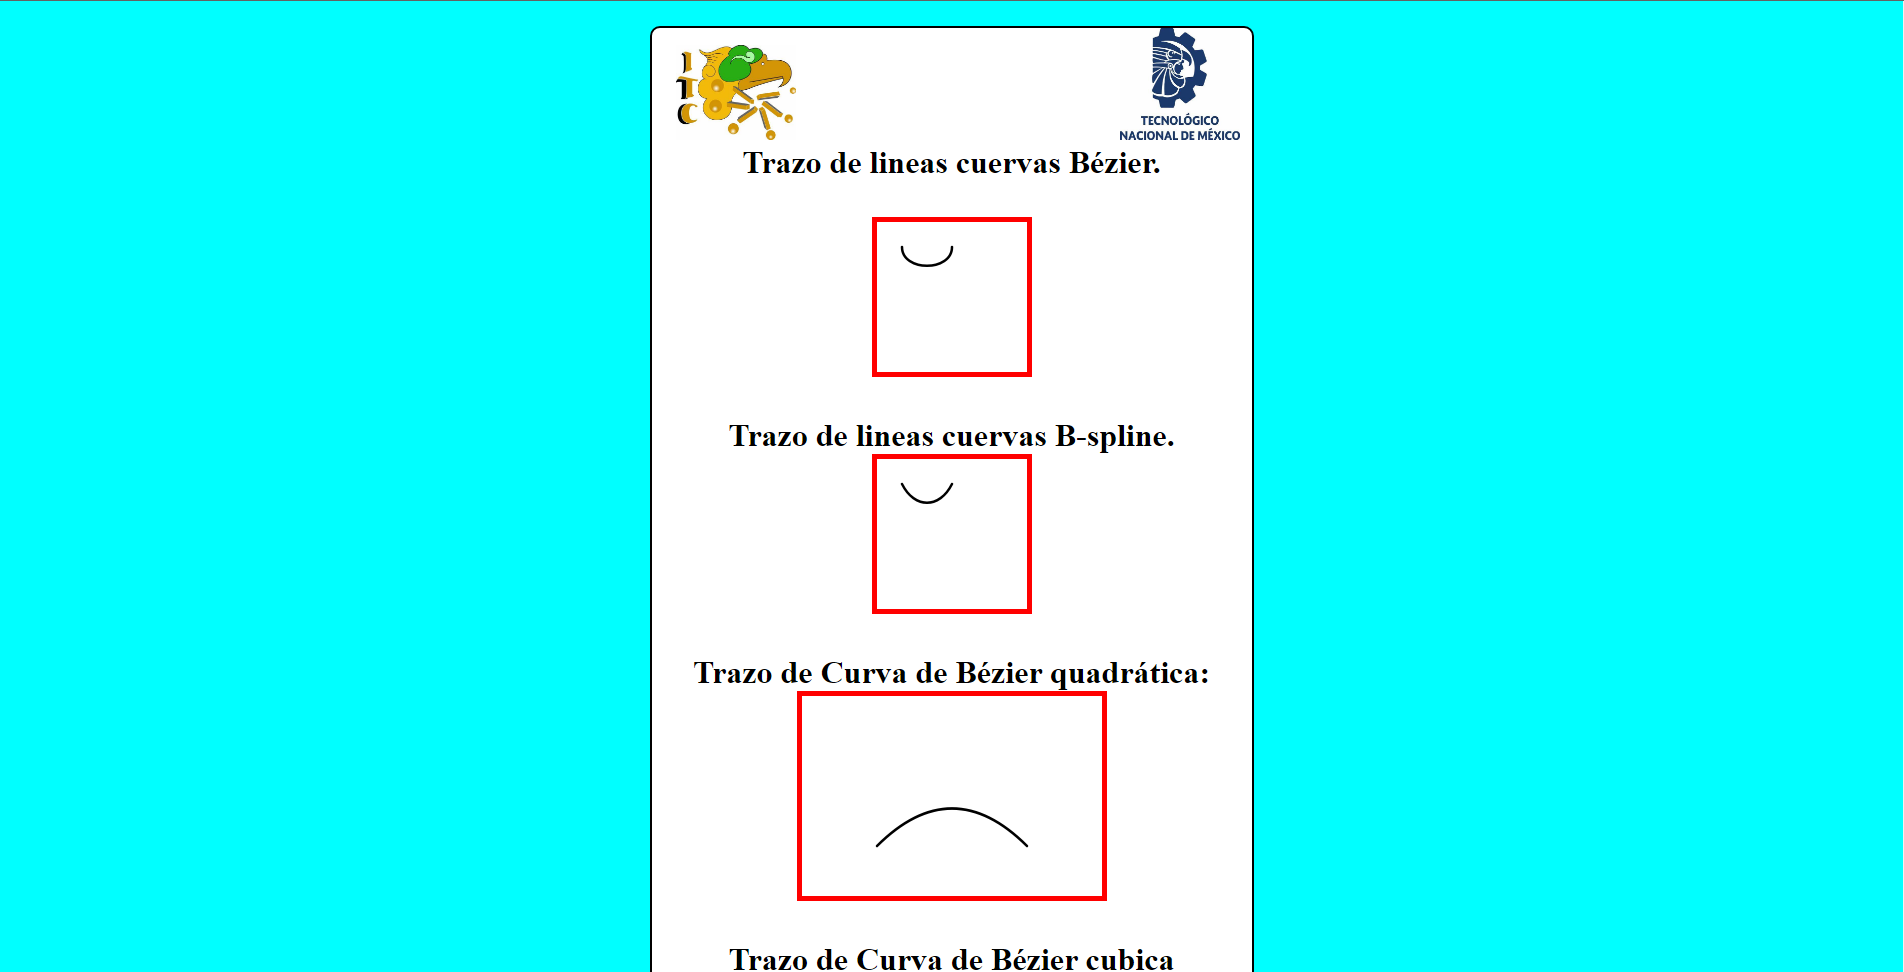 ITC
TECNOLÓGICO
NACIONAL DE MÉXICO
Trazo de lineas cuervas Bézier.
Trazo de lineas cuervas B-spline.
Trazo de Curva de Bézier quadrática:
Trazo de Curva de Bézier cubica